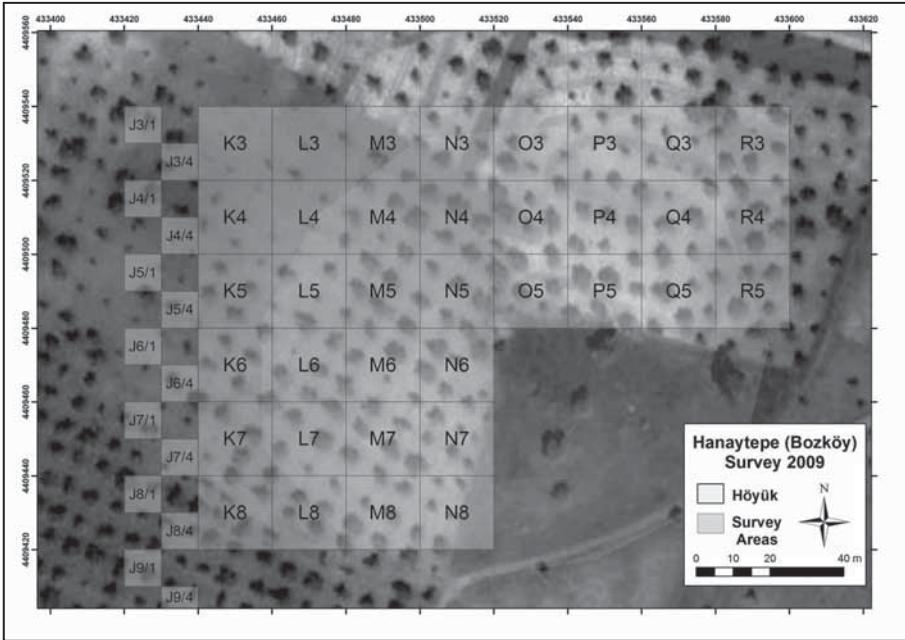 433400 433420 433440 433460 433480 433500 433520 433540 433560 433580 433600 433620
4409560
4409540
4409520
4409500
4409480
4409460
4409440
4409420
J3/1
K3 L3 M3 N3 O3 P3 Q3 R3
J3/4
J4/1
K4 L4 M4 N4 O4 P4 Q4 R4
J4/4
J5/1
K5 L5 M5 N5 O5 P5 Q5 R5
J5/4
J6/1
K6 L6 M6 N6
J6/4
J7/1
K7 L7 M7 N7
J7/4
J8/1
K8 L8 M8 N8
J8/4
J9/1
J9/4
Hanaytepe (Bozköy)
Survey 2009
Höyük
Survey
Areas
N
0 10 20 40 m